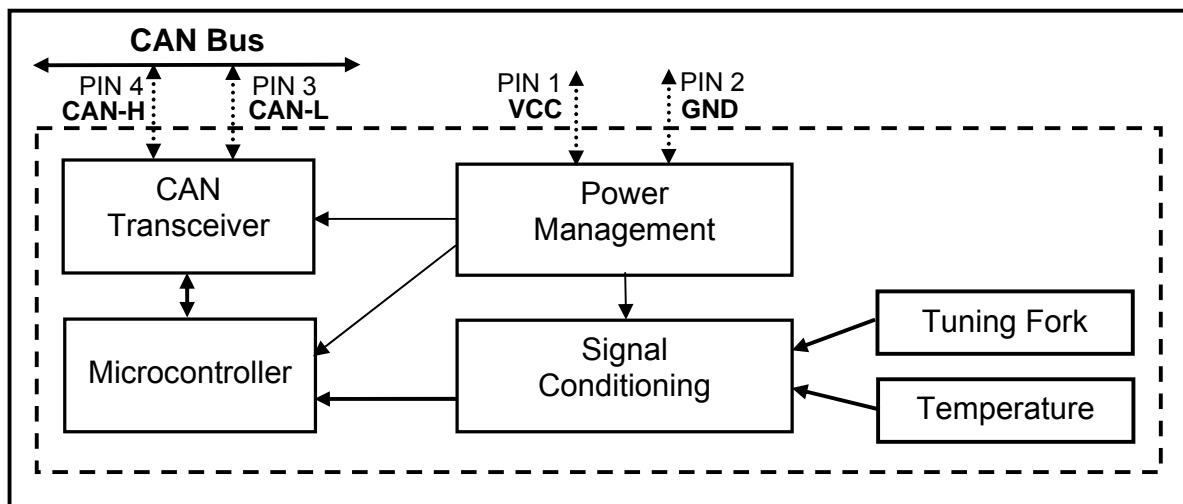 CAN Bus
PIN 4
CAN-H
PIN 3
CAN-L
PIN 1
VCC
PIN 2
GND
CAN
Transceiver
Power
Management
Microcontroller
Signal
Conditioning
Tuning Fork
Temperature